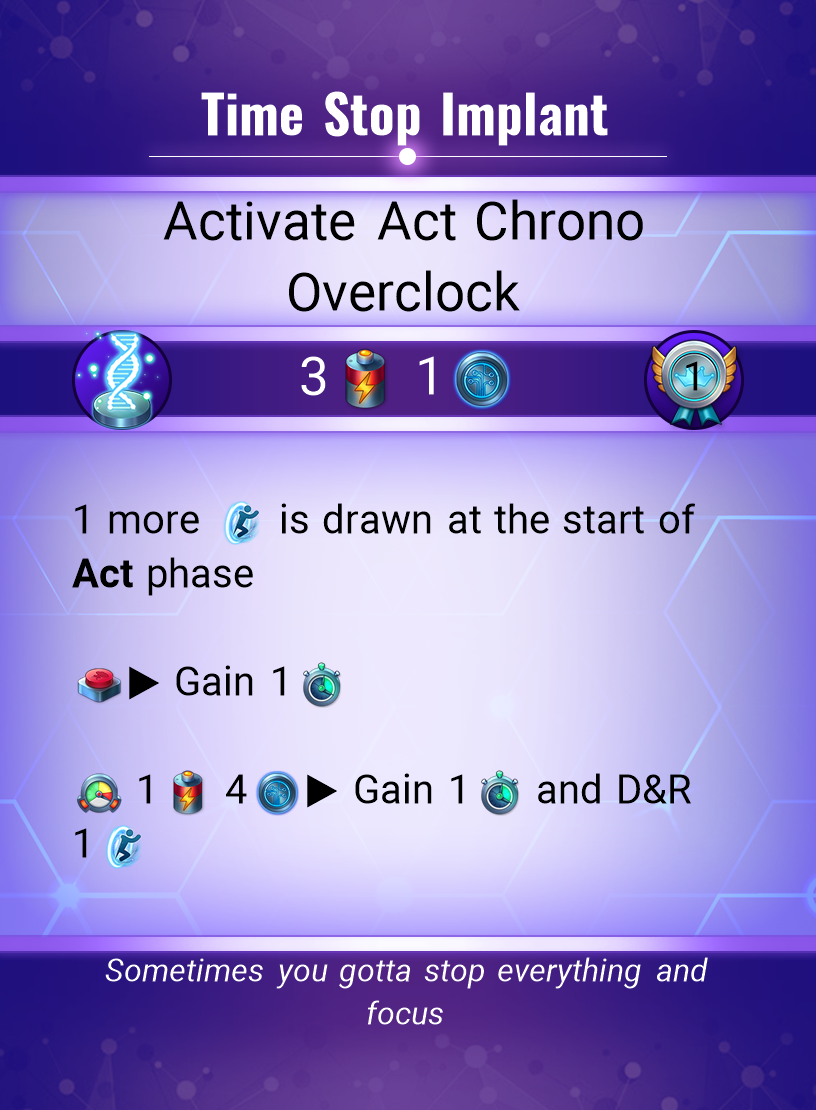 Time Stop Implant
Activate Act Chrono
Overclock
3 1 1
1 more is drawn at the start of
Act phase
▶ Gain 1
1 4 ▶ Gain 1 and D&R
1
Sometimes you gotta stop everything and
focus